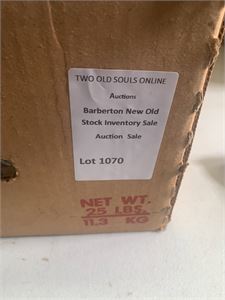 TWO OLD SOULS ONLINE
Auctions
Barberton New Old
Stock Inventory Sale
Auction Sale
Lot 1070
NET WT.
25 LBS.
11.3 KG